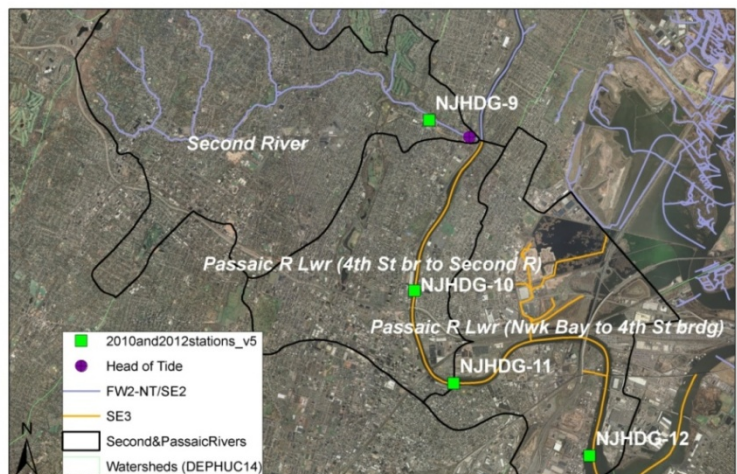 NJHDG-9
Second River
Passaic R Lwr (4th St br to Second R)
NJHDG-10
Passaic R Lwr (Nwk Bay to 4th St brdg)
NJHDG-11
NJHDG-12
2010and2012stations_v5
Head of Tide
FW2-NT/SE2
SE3
Second&PassaicRivers
Watersheds (DEPHUC14)
N